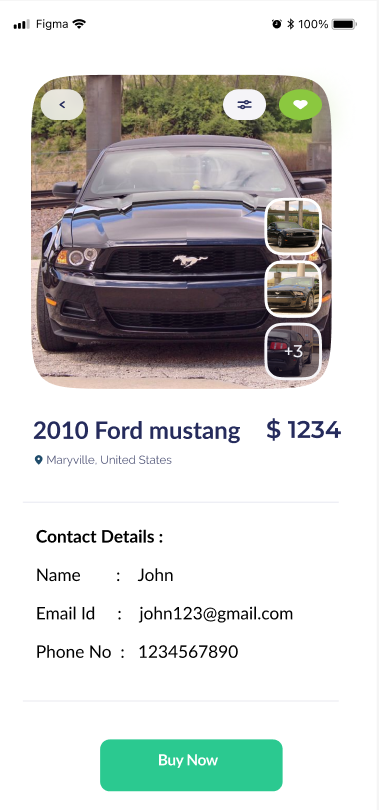 Figma 100%
<
+3
2010 Ford mustang $ 1234
Maryville, United States
Contact Details :
Name : John
Email Id : john123@gmail.com
Phone No : 1234567890
Buy Now